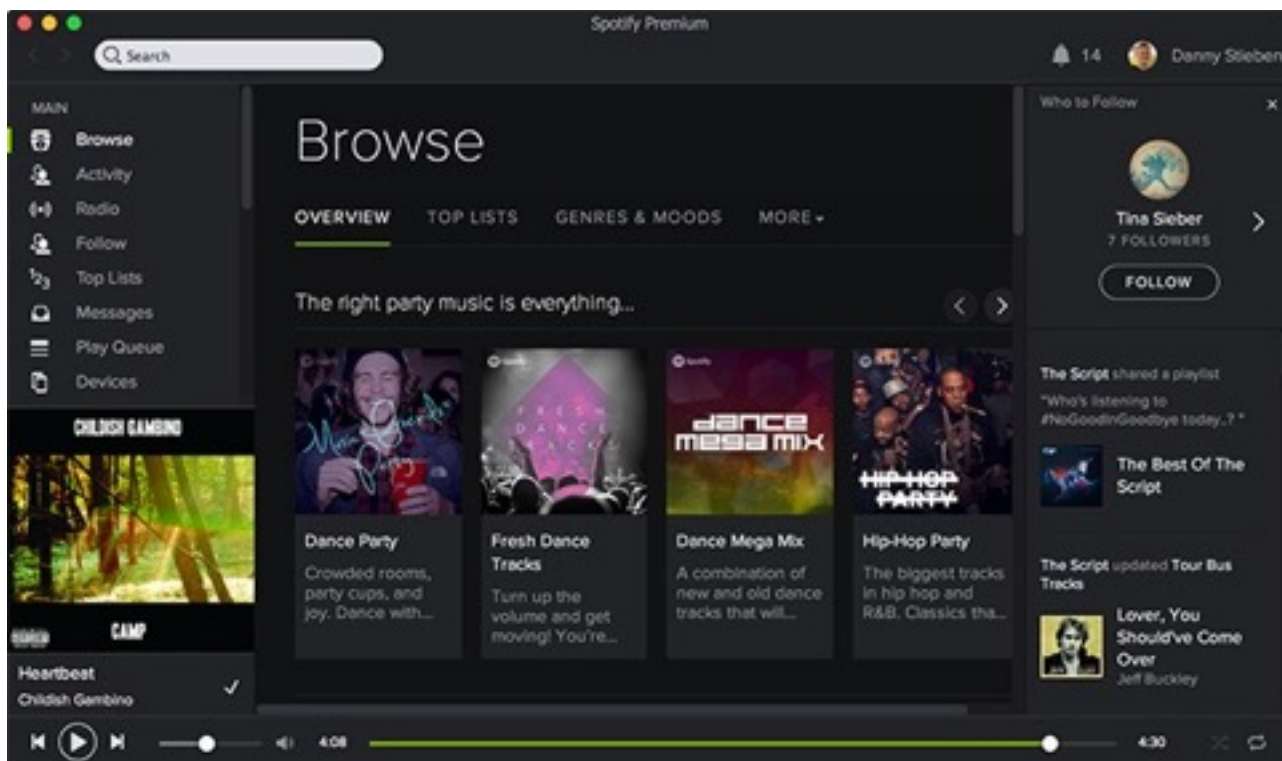 Spotify Premium
Search
14
Danny Stieben
MAIN
Browse
Activity
Radio
Follow
Top Lists
Messages
Play Queue
Devices
CHILDISH GAMBINO
CAMP
Heartbeat
Childish Gambino
Browse
OVERVIEW TOP LISTS GENRES & MOODS MORE
The right party music is everything...
Dance Party
Crowded rooms,
party cups, and
joy. Dance with...
Spotify
FRESH
DANCE
TRACKS
Fresh Dance
Tracks
Turn up the
volume and get
moving! You're...
Spotify
dance
mega mix
Dance Mega Mix
A combination of
new and old dance
tracks that will...
HIP-HOP
PARTY
Hip-Hop Party
The biggest tracks
in hip hop and
R&B. Classics tha...
Who to Follow
Tina Sieber
7 FOLLOWERS
FOLLOW
The Script shared a playlist
"Who's listening to
#NoGoodInGoodbye today..? "
The Best Of The
Script
The Script updated Tour Bus
Tracks
Lover, You
Should've Come
Over
Jeff Buckley
4:08
4:30